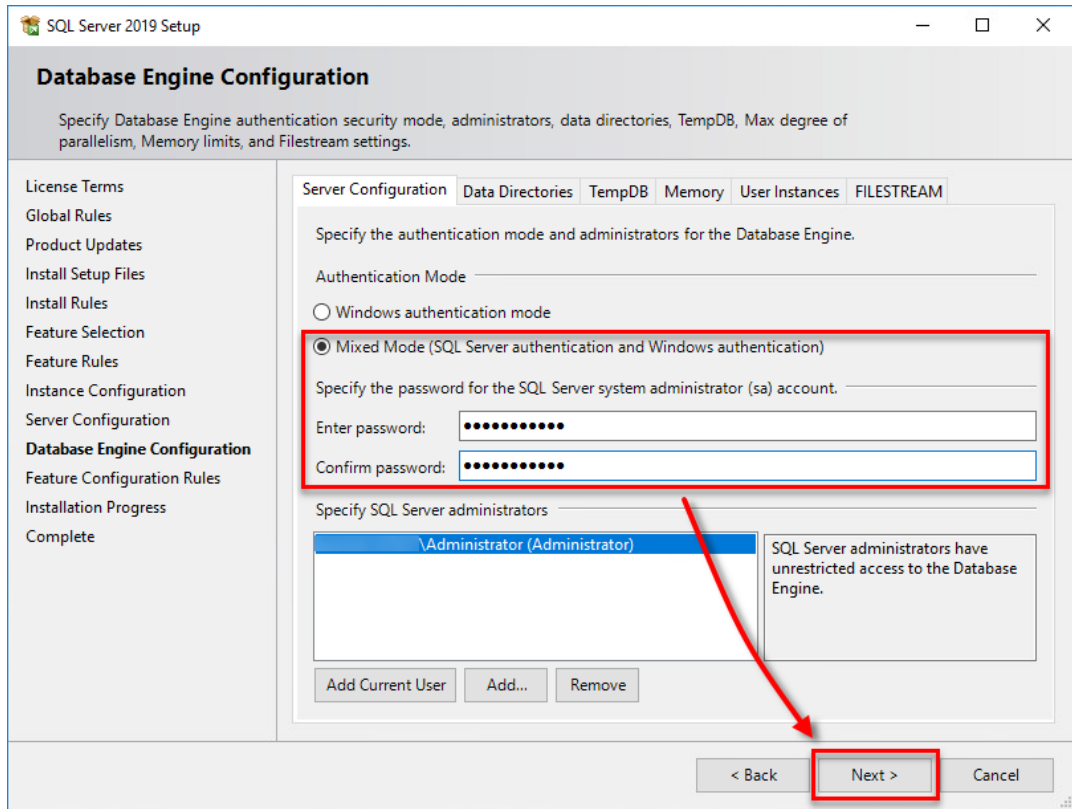 SQL Server 2019 Setup
Database Engine Configuration
Specify Database Engine authentication security mode, administrators, data directories, TempDB, Max degree of
parallelism, Memory limits, and Filestream settings.
License Terms
Global Rules
Product Updates
Install Setup Files
Install Rules
Feature Selection
Feature Rules
Instance Configuration
Server Configuration
Database Engine Configuration
Feature Configuration Rules
Installation Progress
Complete
Server Configuration Data Directories TempDB Memory User Instances FILESTREAM
Specify the authentication mode and administrators for the Database Engine.
Authentication Mode
Windows authentication mode
Mixed Mode (SQL Server authentication and Windows authentication)
Specify the password for the SQL Server system administrator (sa) account.
Enter password: ●●●●●●●●●●●
Confirm password: ●●●●●●●●●●●
Specify SQL Server administrators
\Administrator (Administrator)
SQL Server administrators have
unrestricted access to the Database
Engine.
Add Current User Add... Remove
< Back Next > Cancel